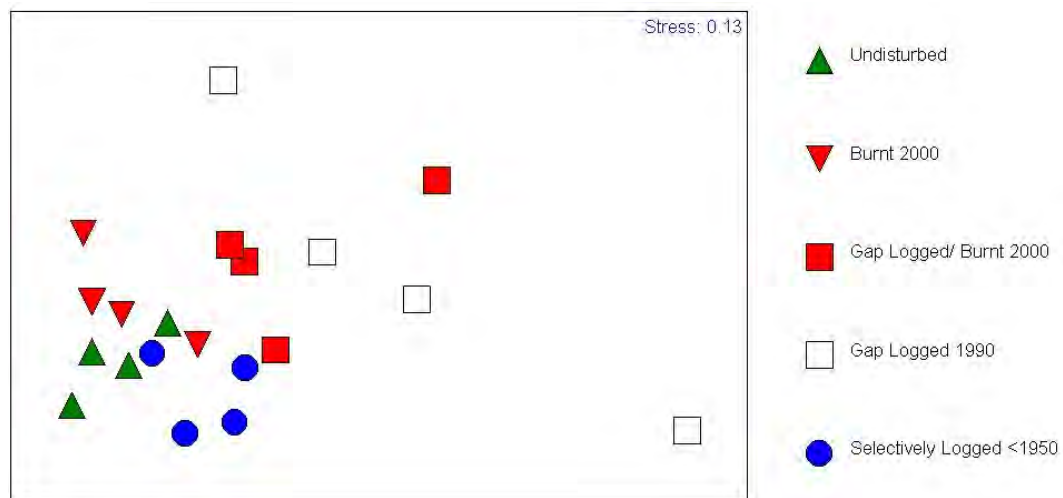 Stress: 0.13
Undisturbed
Burnt 2000
Gap Logged/ Burnt 2000
Gap Logged 1990
Selectively Logged <1950